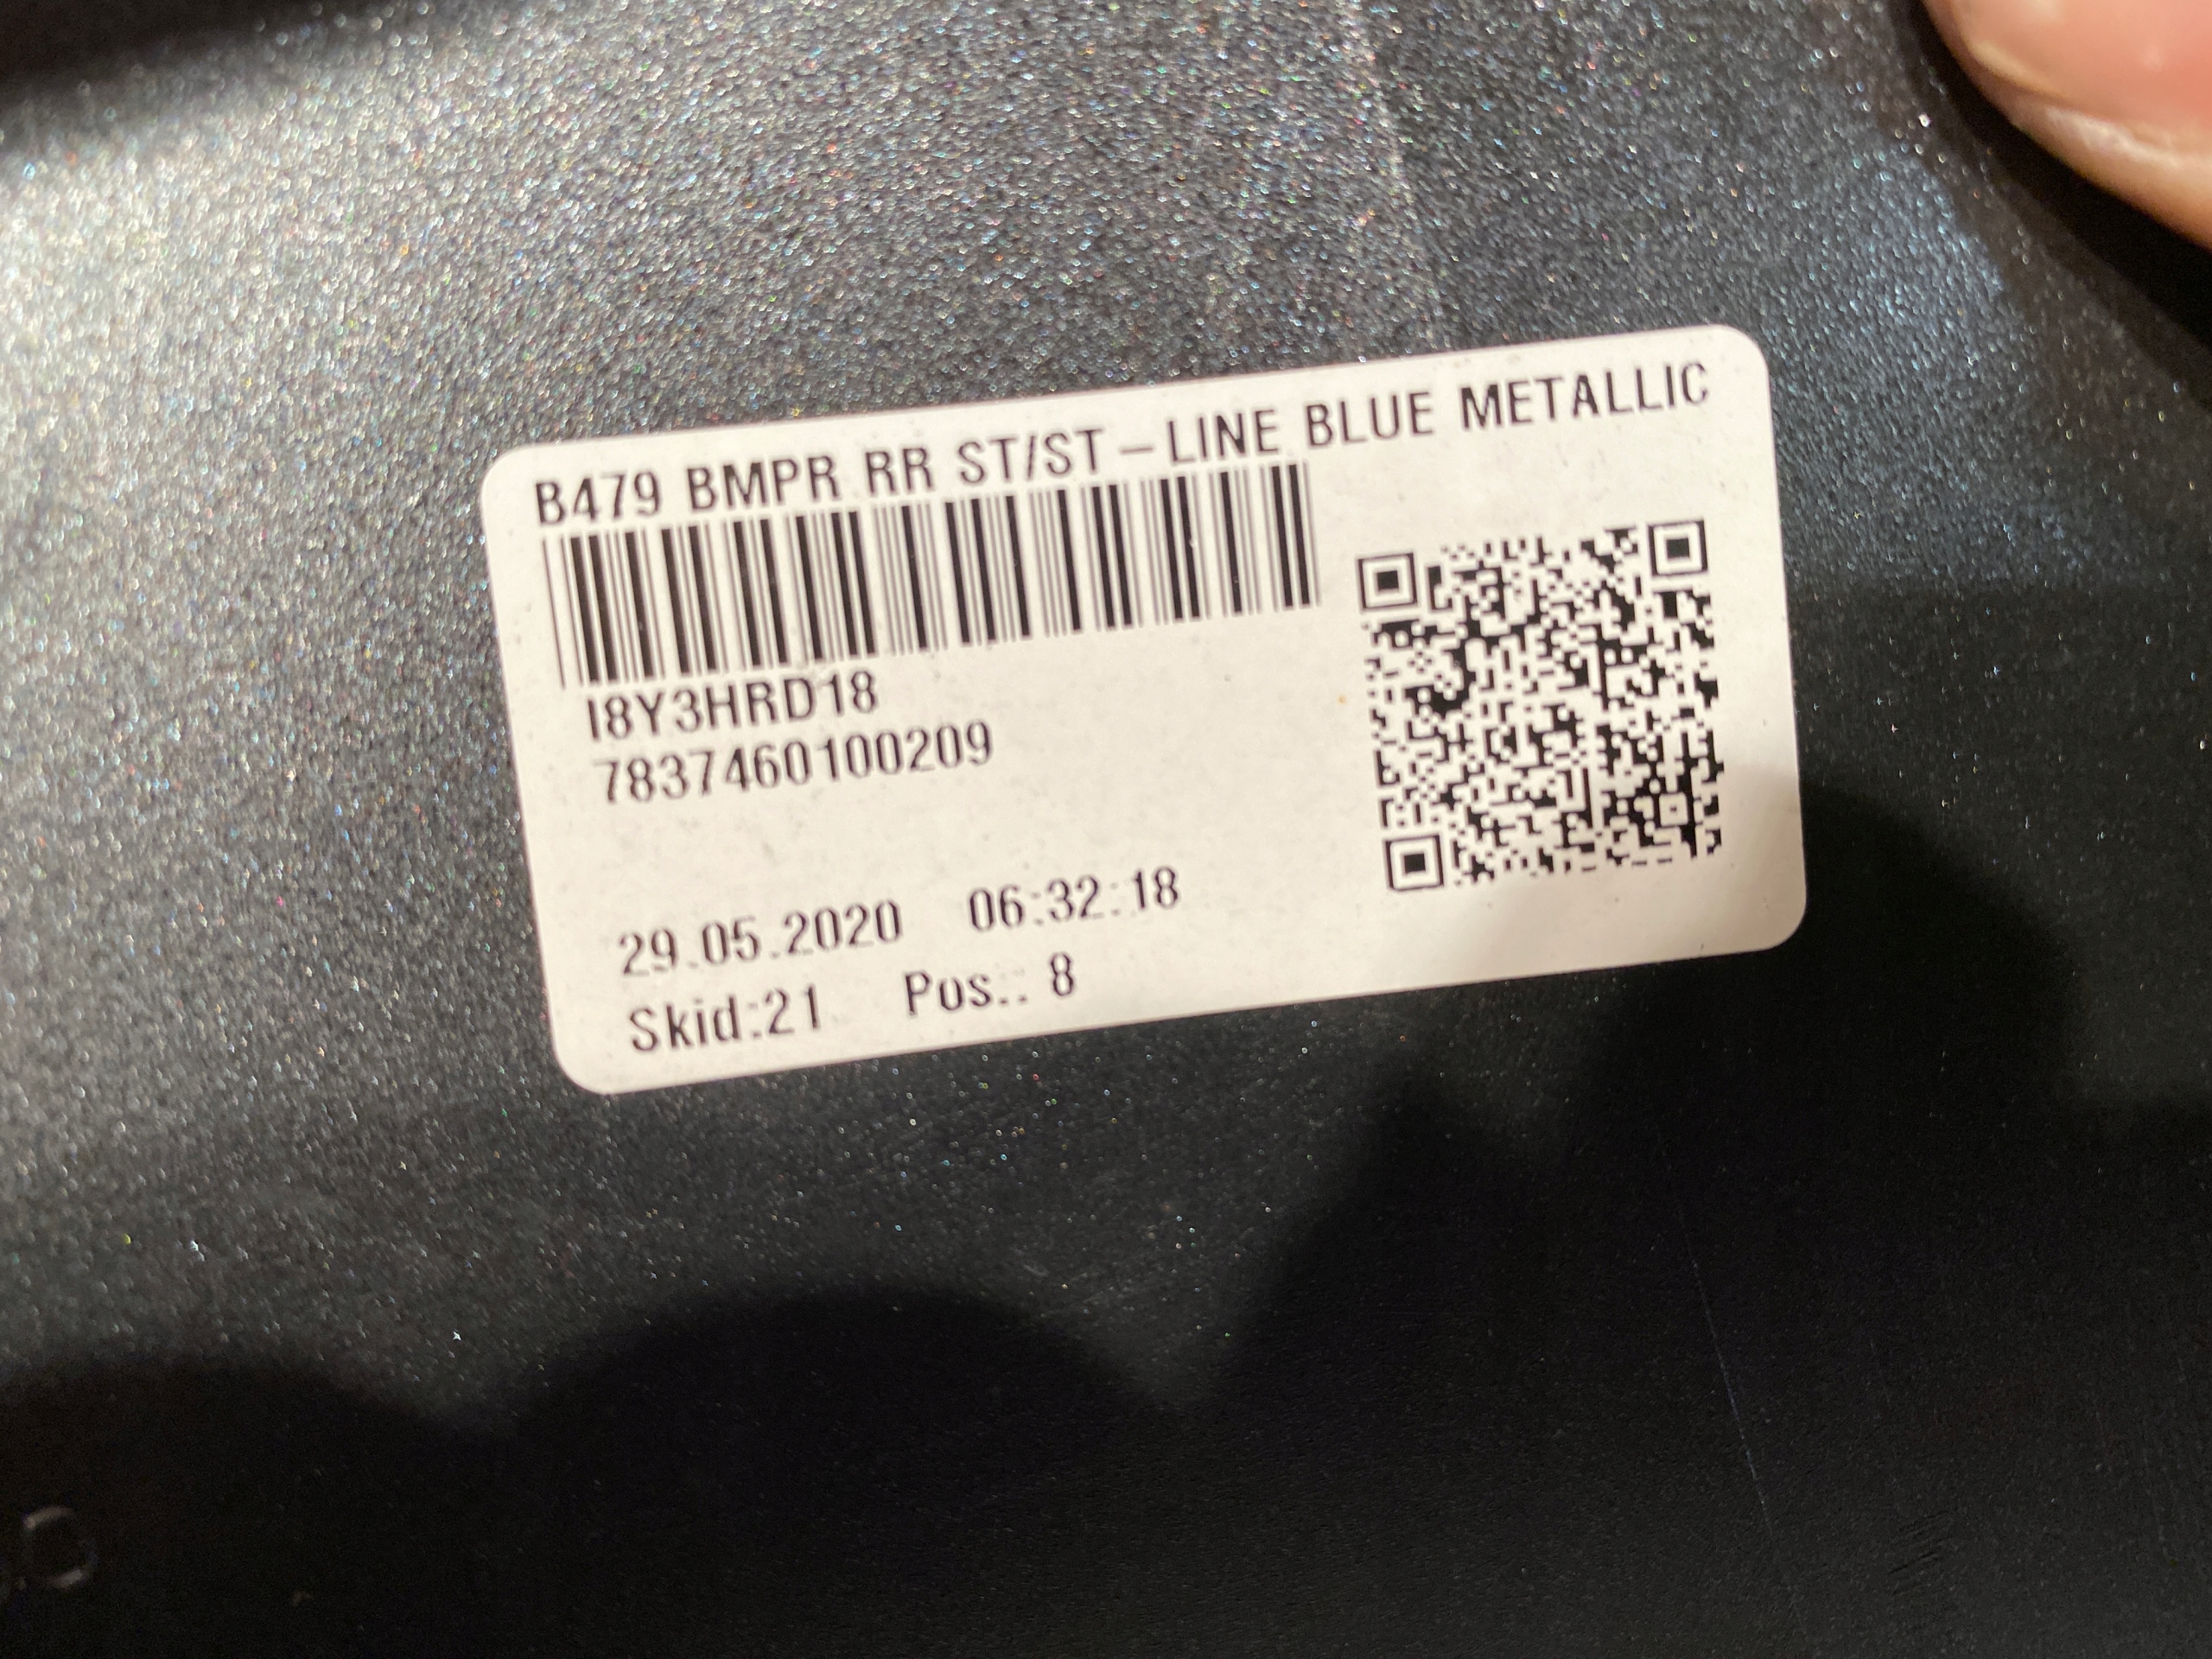 B479 BMPR RR ST/ST-LINE BLUE METALLIC
I8Y3HRD18
7837460100209
29.05.2020 06:32:18
Skid:21 Pos.: 8